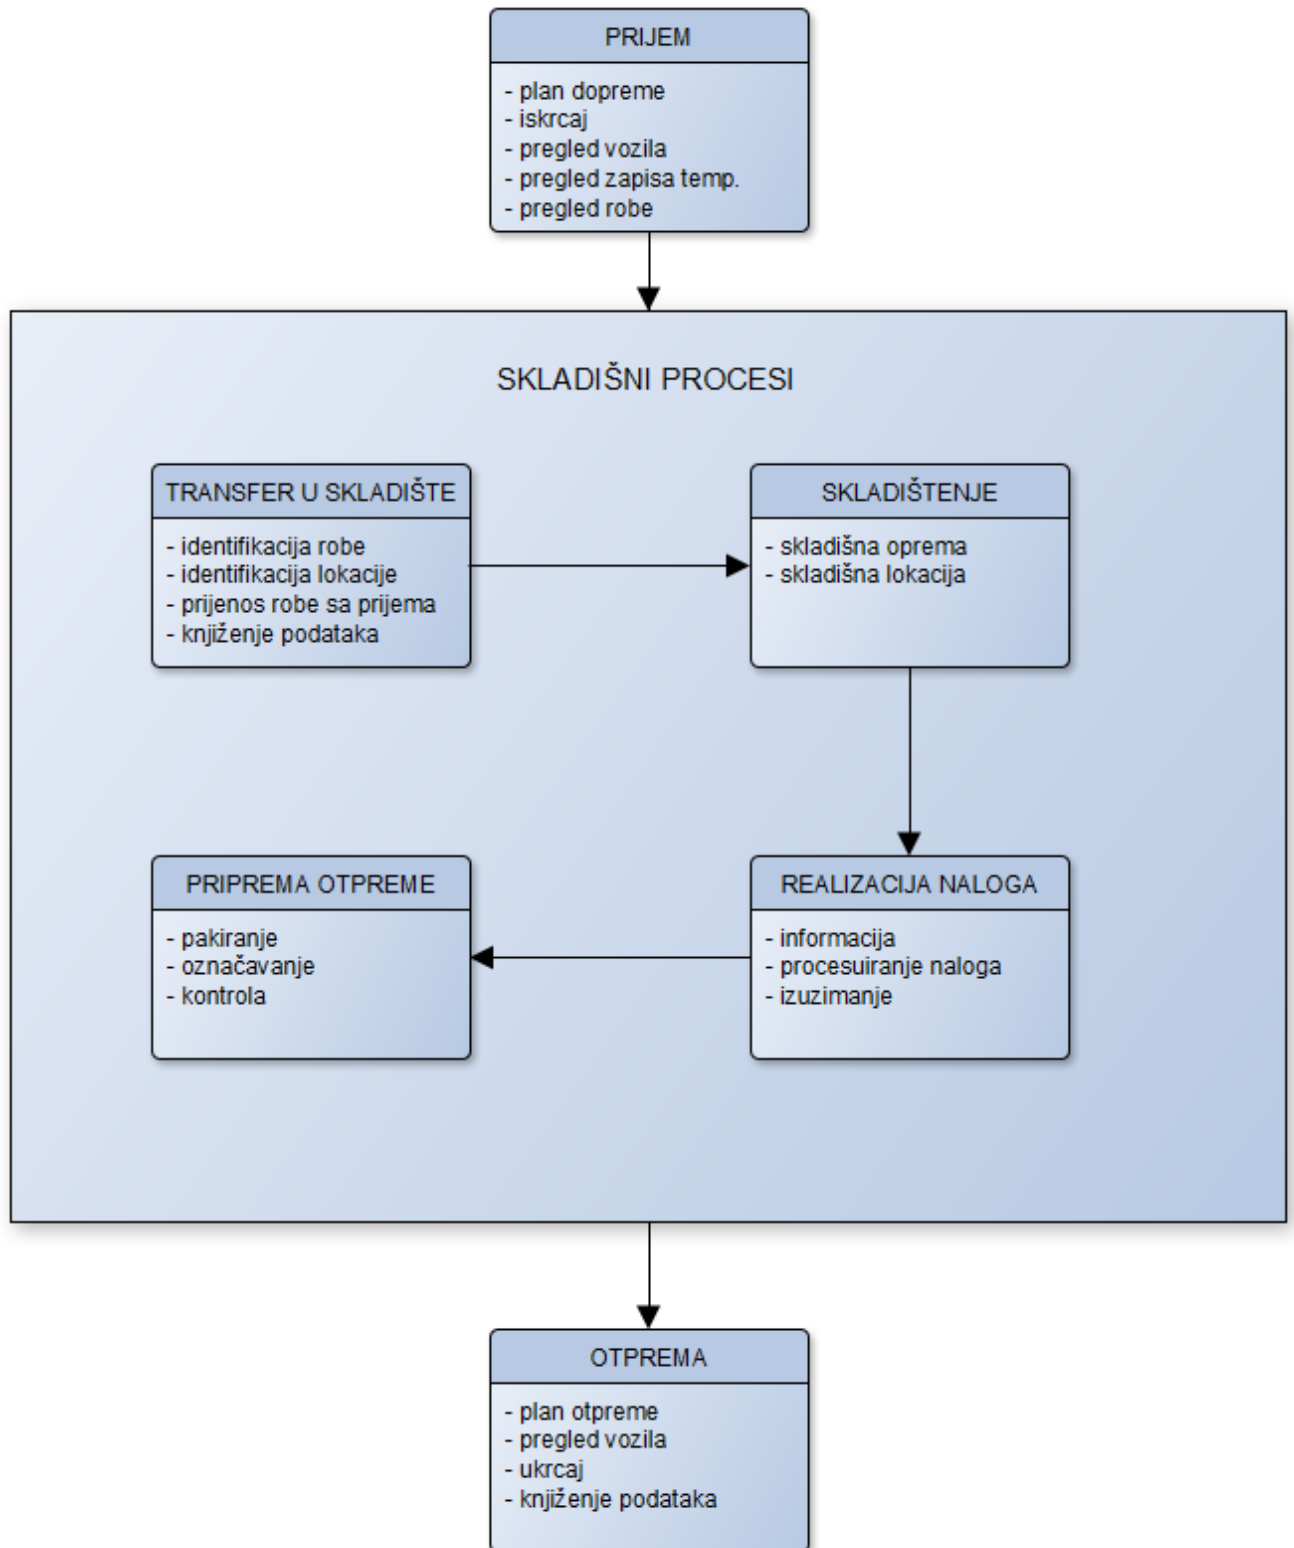 PRIJEM
- plan dopreme
- iskrcaj
- pregled vozila
- pregled zapisa temp.
- pregled robe
SKLADIŠNI PROCESI
TRANSFER U SKLADIŠTE
- identifikacija robe
- identifikacija lokacije
- prijenos robe sa prijema
- knjiženje podataka
SKLADIŠTENJE
- skladišna oprema
- skladišna lokacija
REALIZACIJA NALOGA
- informacija
- procesuiranje naloga
- izuzimanje
PRIPREMA OTPREME
- pakiranje
- označavanje
- kontrola
OTPREMA
- plan otpreme
- pregled vozila
- ukrcaj
- knjiženje podataka